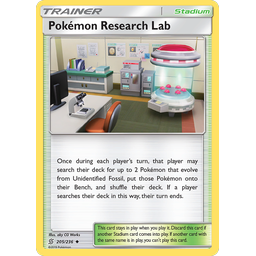 TRAINER
Stadium
Pokémon Research Lab
Once during each player's turn, that player may
search their deck for up to 2 Pokémon that evolve
from Unidentified Fossil, put those Pokémon onto
their Bench, and shuffle their deck. If a player
searches their deck in this way, their turn ends.
Illus. aky CG Works
205/236
This card stays in play when you play it. Discard this card if
another Stadium card comes into play. If another card with
the same name is in play, you can't play this card.